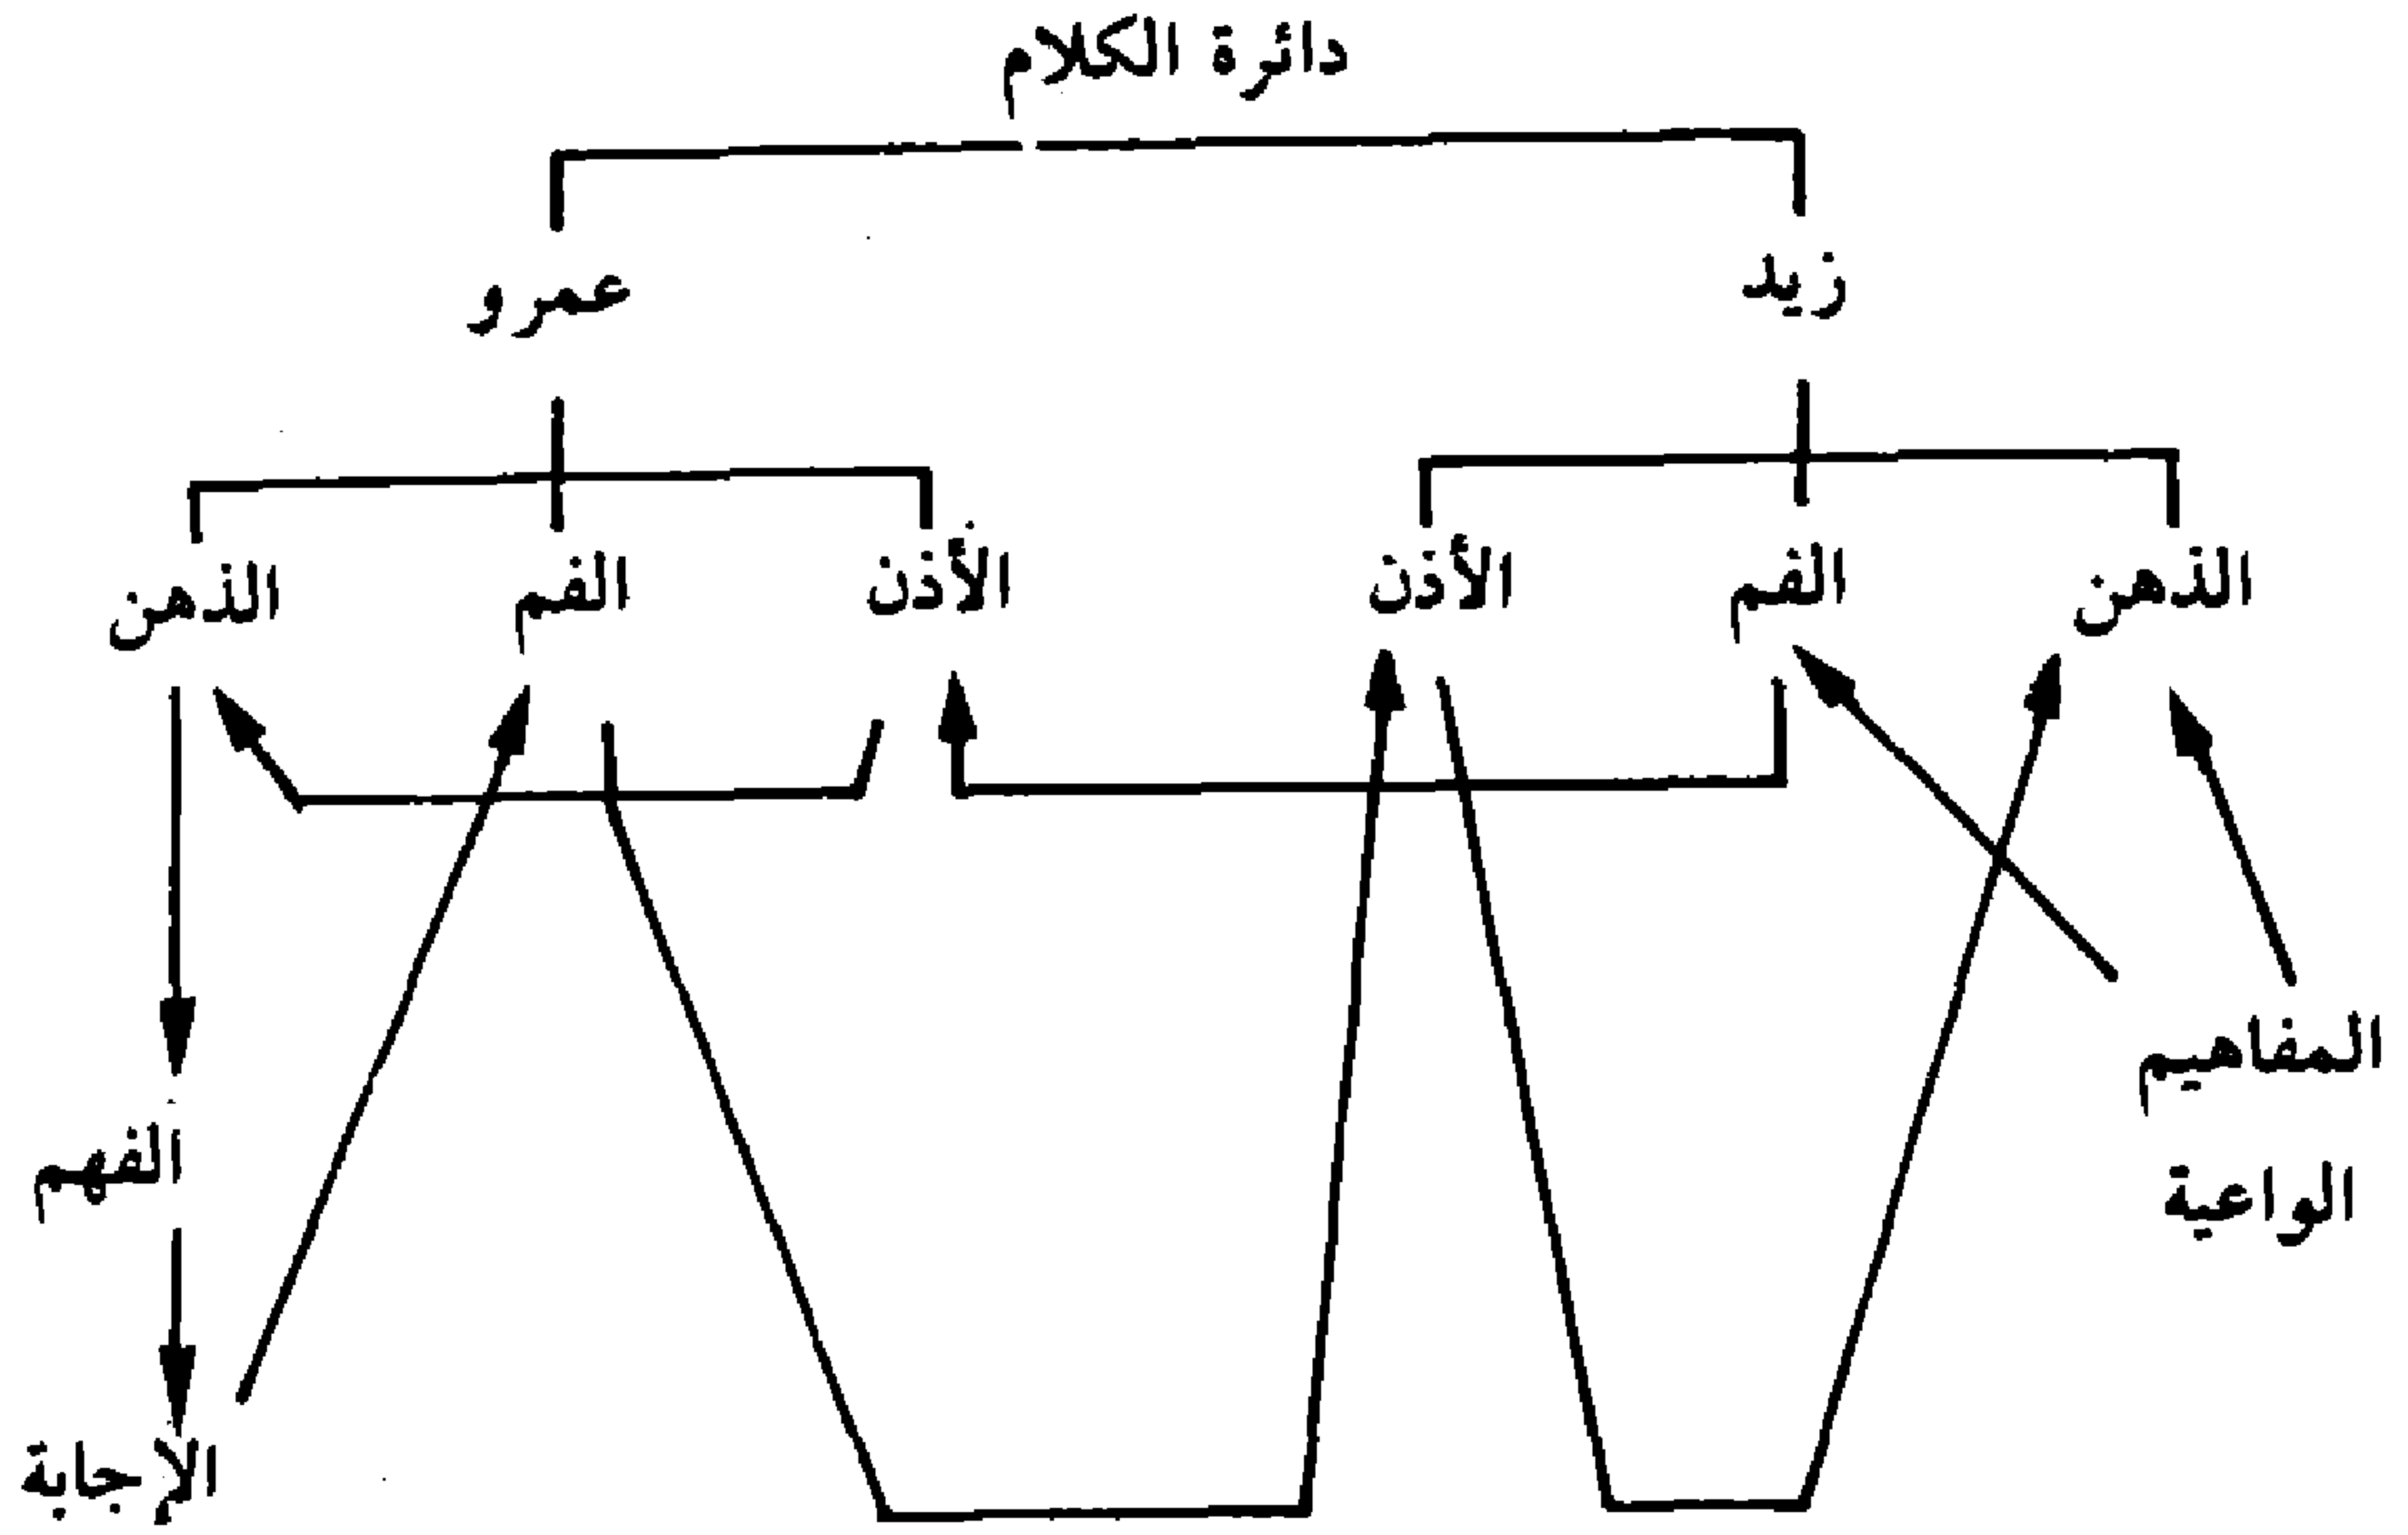 دائرة الكلام
زيد
عمرو
الذهن
الفم
الأذن
الأذن
الفم
الذهن
المفاهيم
الواعية
الفهم
الإجابة